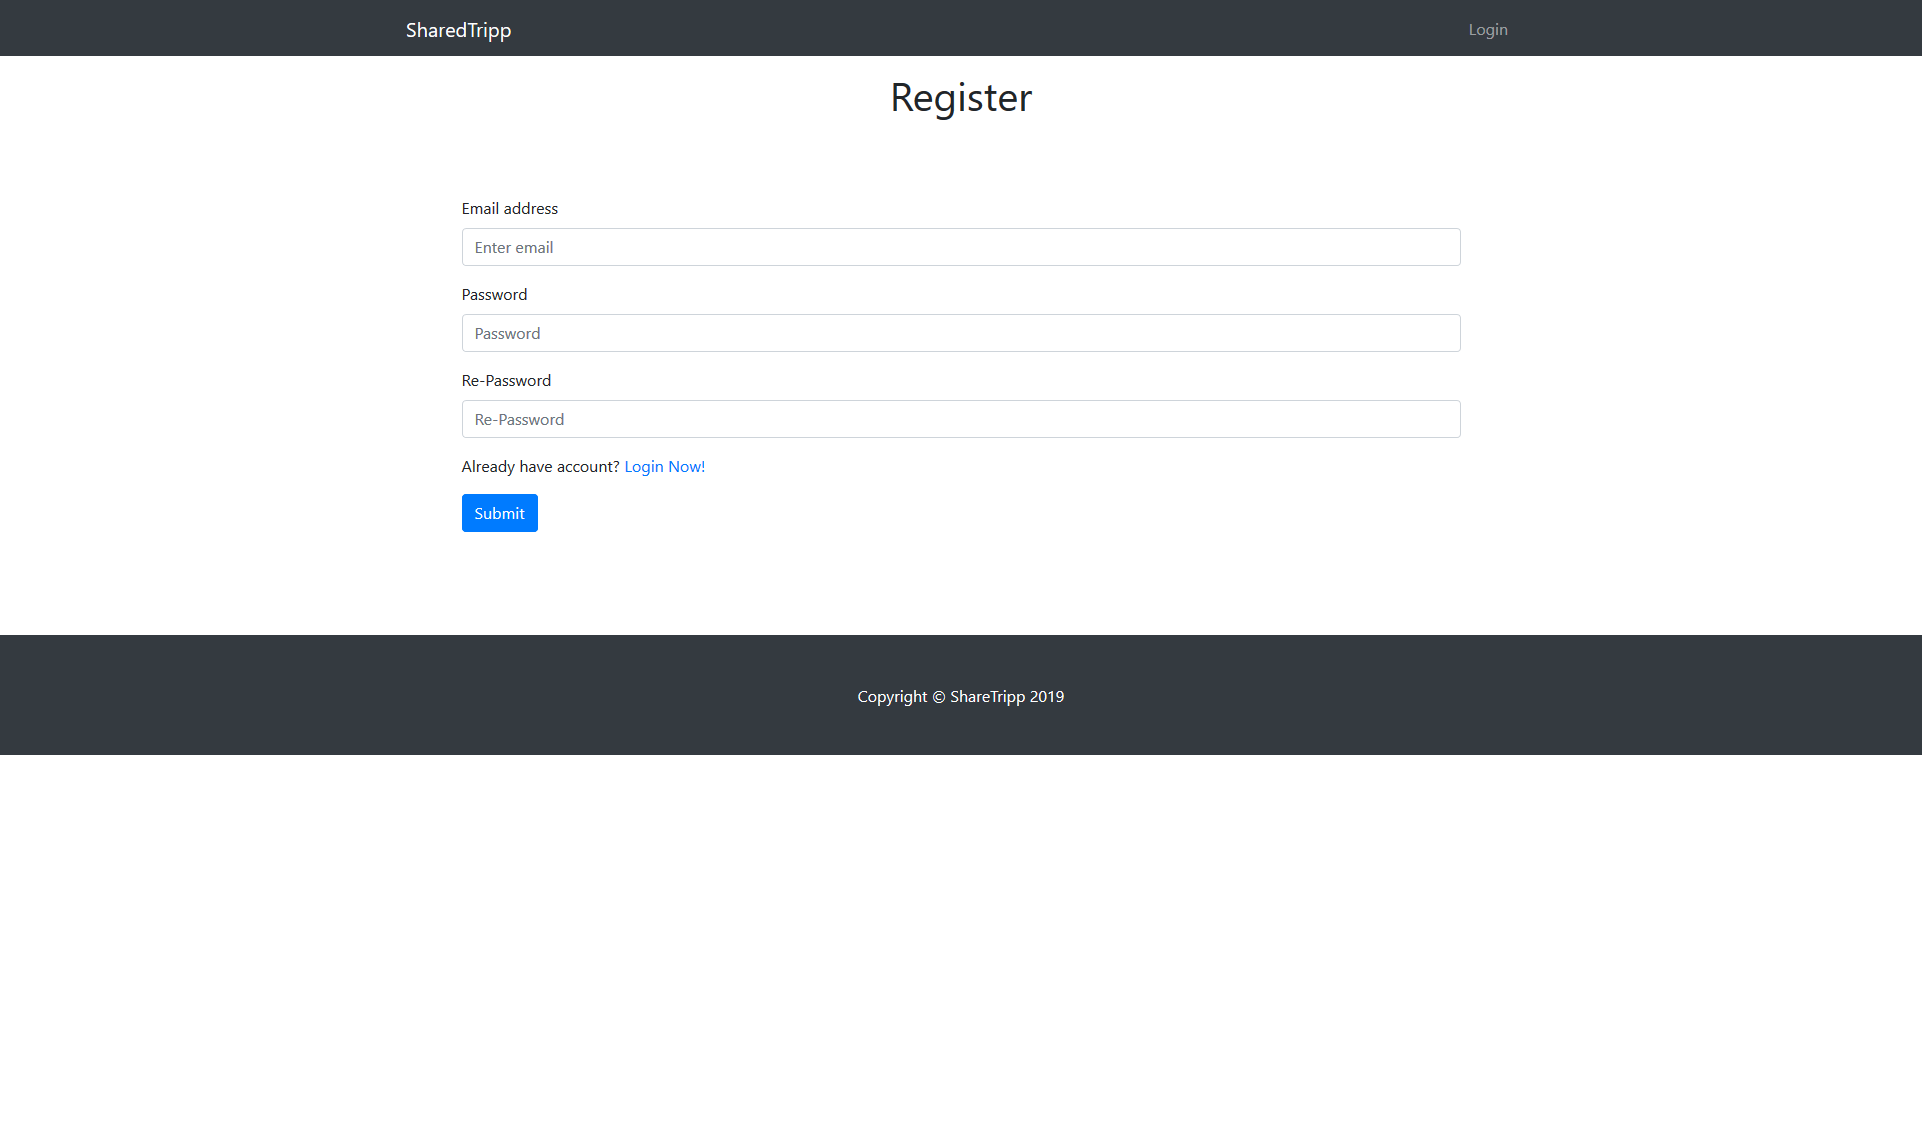 SharedTripp
Login
Register
Email address
Enter email
Password
Password
Re-Password
Re-Password
Already have account? Login Now!
Submit
Copyright © ShareTripp 2019